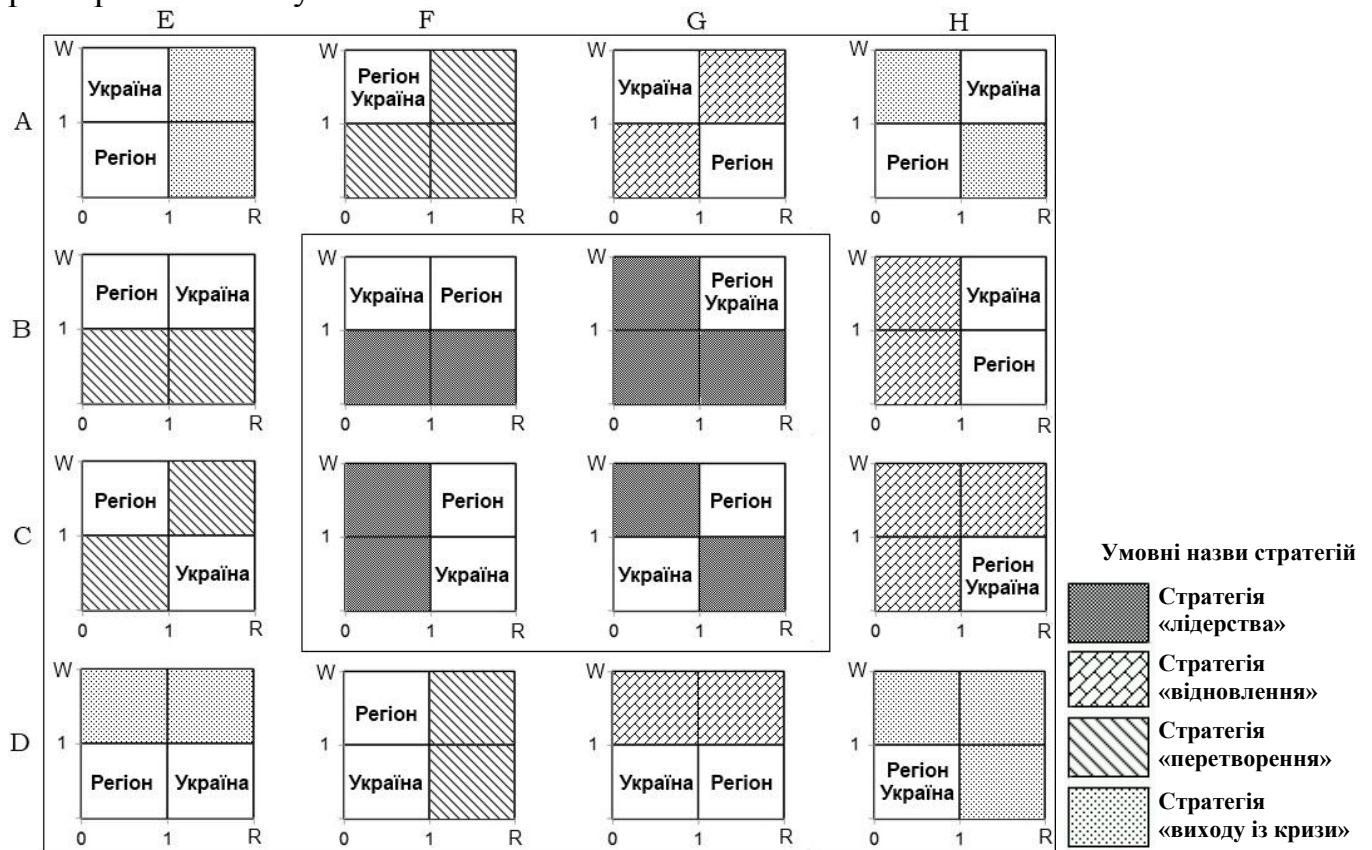 E F G H
A
W
Україна
1
Регіон
0 1 R
W
Регіон
Україна
1
0 1 R
W
Україна
1
Регіон
0 1 R
W
Україна
1
Регіон
0 1 R
B
W
Регіон Україна
1
0 1 R
W
Україна Регіон
1
0 1 R
W
Регіон
Україна
1
0 1 R
W
Україна
1
Регіон
0 1 R
C
W
Регіон
1
Україна
0 1 R
W
Регіон
1
Україна
0 1 R
W
Регіон
1
Україна
0 1 R
W
1
Регіон
Україна
0 1 R
D
W
1
Регіон Україна
0 1 R
W
Регіон
1
Україна
0 1 R
W
1
Україна Регіон
0 1 R
W
1
Регіон
Україна
0 1 R
Умовні назви стратегій
Стратегія
«лідерства»
Стратегія
«відновлення»
Стратегія
«перетворення»
Стратегія
«виходу із кризи»